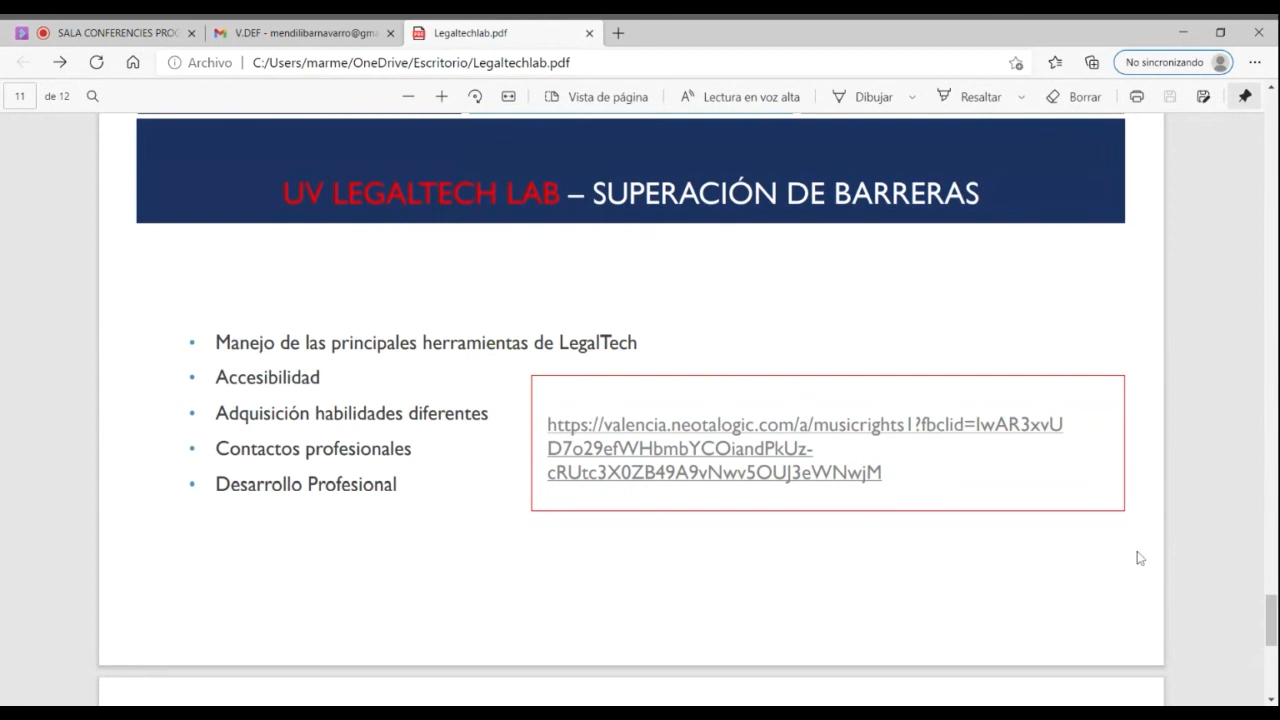 SALA CONFERENCIES PROC
V.DEF - mendilibarnavarro@gma
Legaltechlab.pdf
Archivo
C:/Users/marme/OneDrive/Escritorio/Legaltechlab.pdf
No sincronizando
11 de 12
Vista de página
Lectura en voz alta
Dibujar
Resaltar
Borrar
UV LEGALTECH LAB – SUPERACIÓN DE BARRERAS
• Manejo de las principales herramientas de LegalTech
• Accesibilidad
• Adquisición habilidades diferentes
• Contactos profesionales
• Desarrollo Profesional
https://valencia.neotalogic.com/a/musicrights1?fbclid=IwAR3xvU
D7o29efWHbmbYCOiandPkUz-
cRUtc3X0ZB49A9vNwv5OUJ3eWNwjM